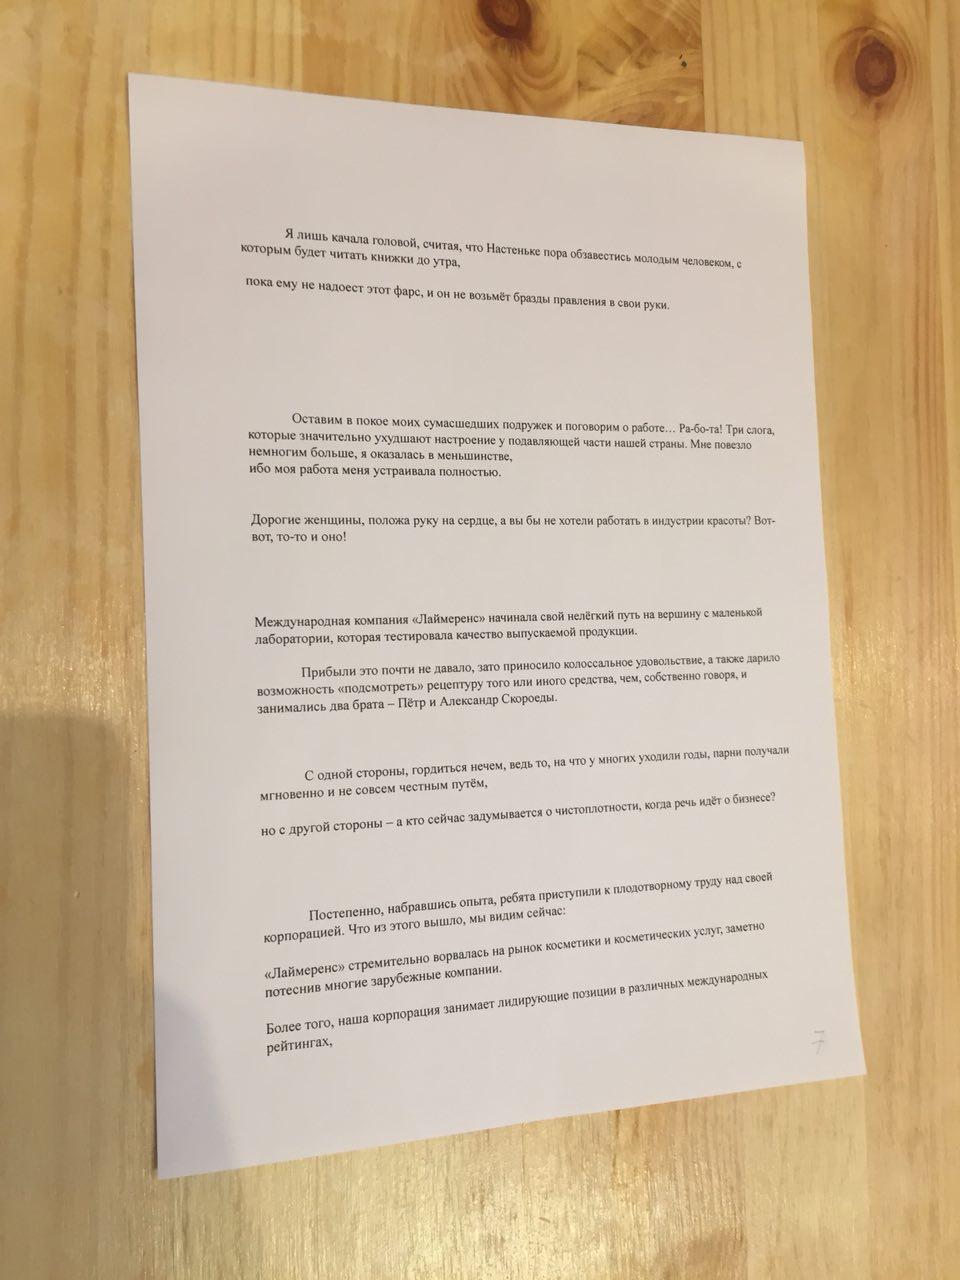 Я лишь качала головой, считая, что Настеньке пора обзавестись молодым человеком, с
которым будет читать книжки до утра,
пока ему не надоест этот фарс, и он не возьмёт бразды правления в свои руки.
Оставим в покое моих сумасшедших подружек и поговорим о работе… Ра-бо-та! Три слога,
которые значительно ухудшают настроение у подавляющей части нашей страны. Мне повезло
немногим больше, я оказалась в меньшинстве,
ибо моя работа меня устраивала полностью.
Дорогие женщины, положа руку на сердце, а вы бы не хотели работать в индустрии красоты? Вот-
вот, то-то и оно!
Международная компания «Лаймеренс» начинала свой нелёгкий путь на вершину с маленькой
лаборатории, которая тестировала качество выпускаемой продукции.
Прибыли это почти не давало, зато приносило колоссальное удовольствие, а также дарило
возможность «подсмотреть» рецептуру того или иного средства, чем, собственно говоря, и
занимались два брата – Пётр и Александр Скороеды.
С одной стороны, гордиться нечем, ведь то, на что у многих уходили годы, парни получали
мгновенно и не совсем честным путём,
но с другой стороны – а кто сейчас задумывается о чистоплотности, когда речь идёт о бизнесе?
Постепенно, набравшись опыта, ребята приступили к плодотворному труду над своей
корпорацией. Что из этого вышло, мы видим сейчас:
«Лаймеренс» стремительно ворвалась на рынок косметики и косметических услуг, заметно
потеснив многие зарубежные компании.
Более того, наша корпорация занимает лидирующие позиции в различных международных
рейтингах,
7